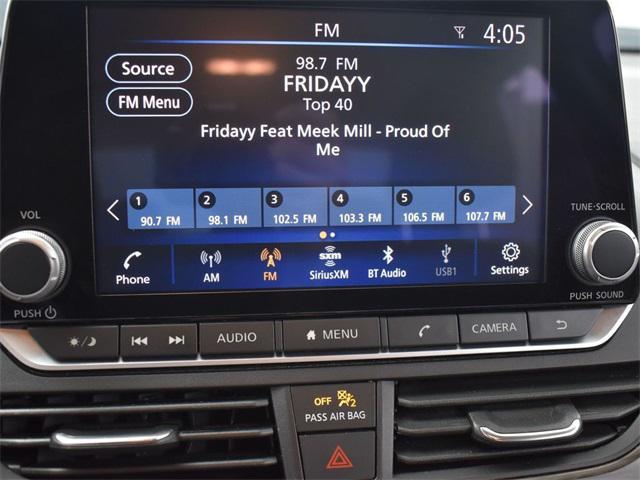 FM
4:05
Source
FM Menu
98.7 FM
FRIDAYY
Top 40
Fridayy Feat Meek Mill - Proud Of
Me
1 2 3 4 5 6
90.7 FM 98.1 FM 102.5 FM 103.3 FM 106.5 FM 107.7 FM
Phone AM FM SXM SiriusXM BT Audio USB1 Settings
VOL
PUSH
TUNE·SCROLL
PUSH SOUND
AUDIO MENU CAMERA
OFF 2
PASS AIR BAG